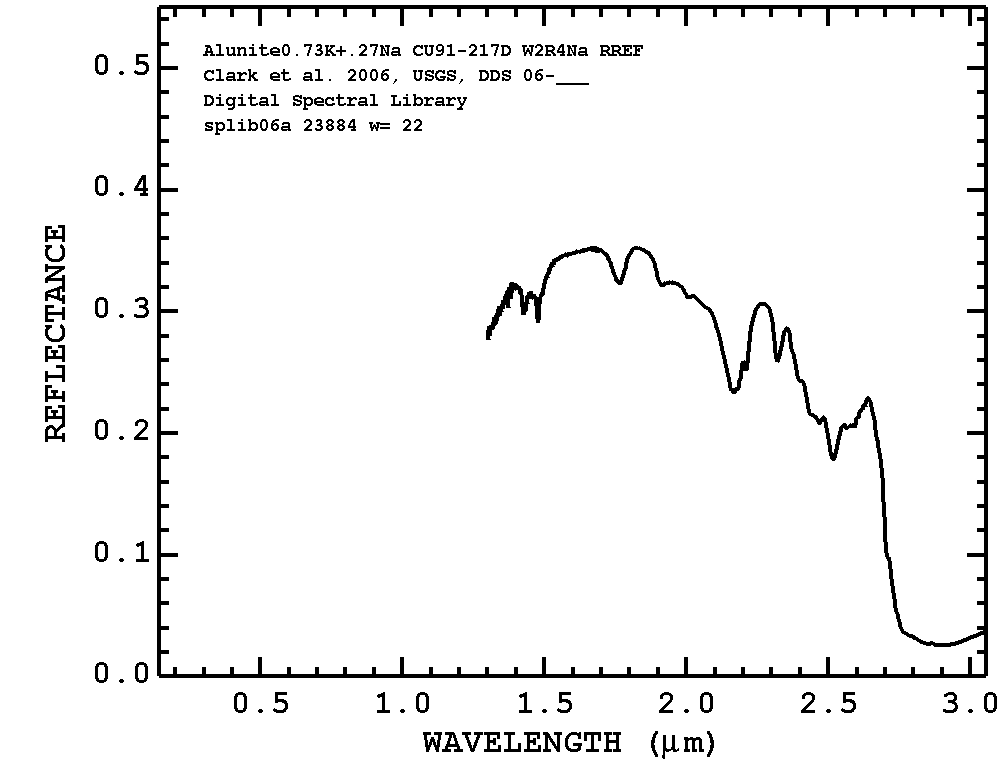 Alunite0.73K+.27Na CU91-217D W2R4Na RREF
Clark et al. 2006, USGS, DDS 06-___
Digital Spectral Library
splib06a 23884 w= 22
0.5
0.4
0.3
0.2
0.1
0.0
REFLECTANCE
0.5 1.0 1.5 2.0 2.5 3.0
WAVELENGTH (μm)